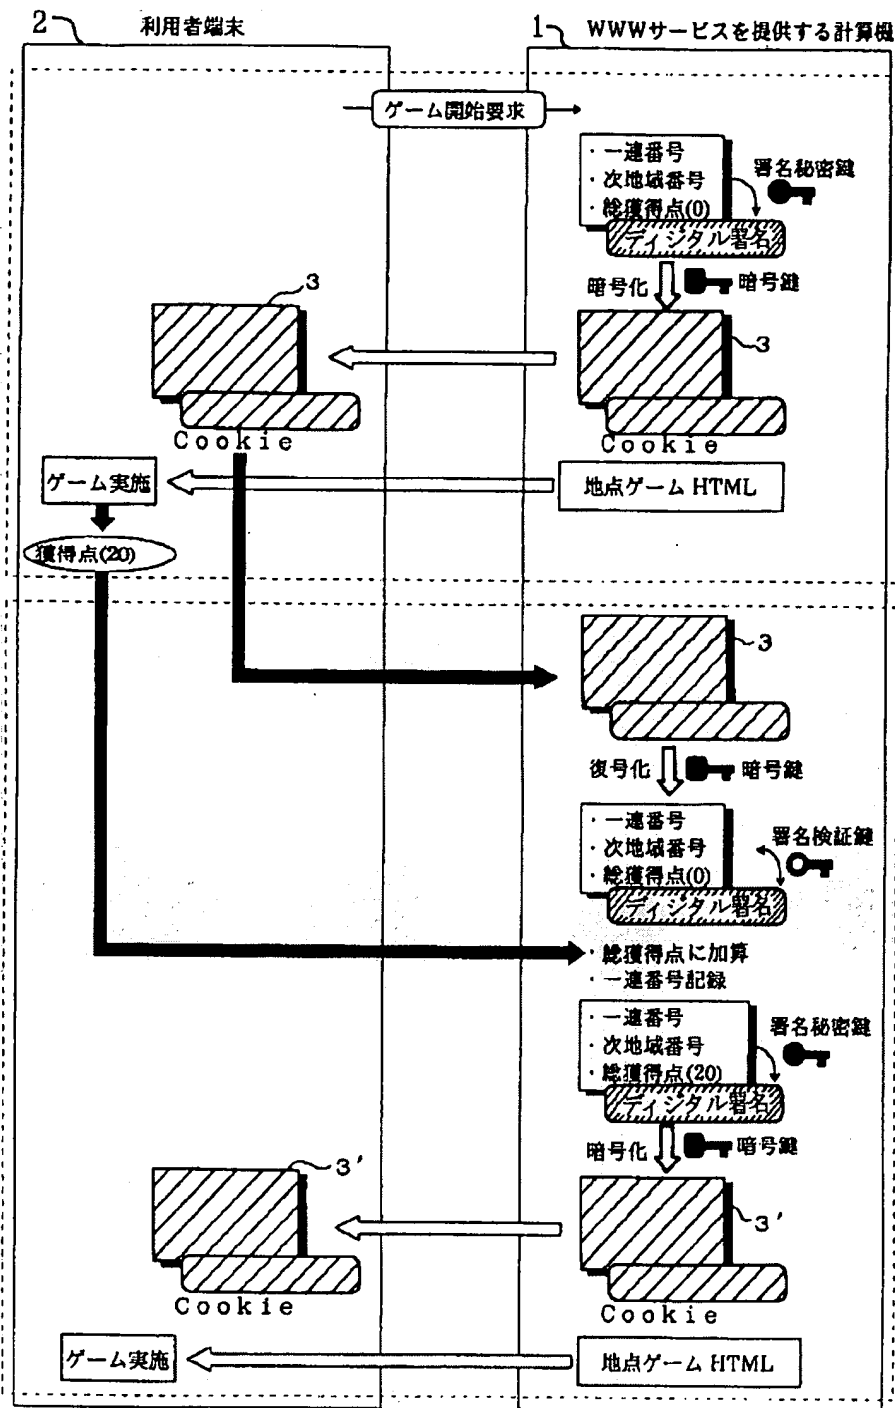 2 利用者端末
1 WWWサービスを提供する計算機
ゲーム開始要求
・一連番号
・次地域番号
・総獲得点(0)
署名秘密鍵
ディジタル署名
暗号化
暗号鍵
3
3
Cookie
Cookie
ゲーム実施
地点ゲーム HTML
獲得点(20)
3
復号化
暗号鍵
・一連番号
・次地域番号
・総獲得点(0)
署名検証鍵
ディジタル署名
・総獲得点に加算
・一連番号記録
・一連番号
・次地域番号
・総獲得点(20)
署名秘密鍵
ディジタル署名
暗号化
暗号鍵
3'
3'
Cookie
Cookie
ゲーム実施
地点ゲーム HTML